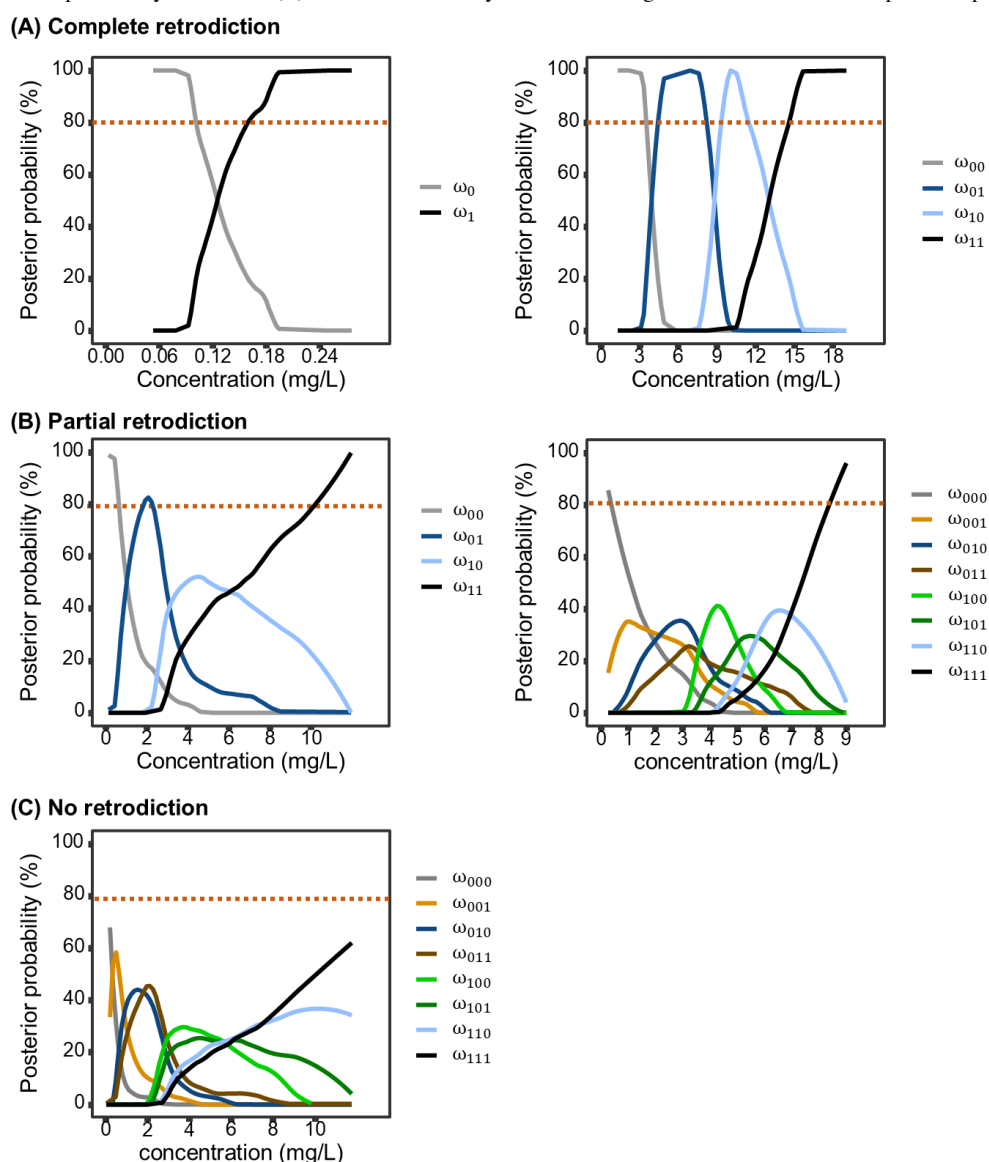 (A) Complete retrodiction
Posterior probability (%)
100
80
60
40
20
0
0.00 0.06 0.12 0.18 0.24
Concentration (mg/L)
ω0
ω1
Posterior probability (%)
100
80
60
40
20
0
0 3 6 9 12 15 18
Concentration (mg/L)
ω00
ω01
ω10
ω11
(B) Partial retrodiction
Posterior probability (%)
100
80
60
40
20
0
0 2 4 6 8 10
Concentration (mg/L)
ω00
ω01
ω10
ω11
Posterior probability (%)
100
80
60
40
20
0
0 1 2 3 4 5 6 7 8 9
concentration (mg/L)
ω000
ω001
ω010
ω011
ω100
ω101
ω110
ω111
(C) No retrodiction
Posterior probability (%)
100
80
60
40
20
0
0 2 4 6 8 10
concentration (mg/L)
ω000
ω001
ω010
ω011
ω100
ω101
ω110
ω111